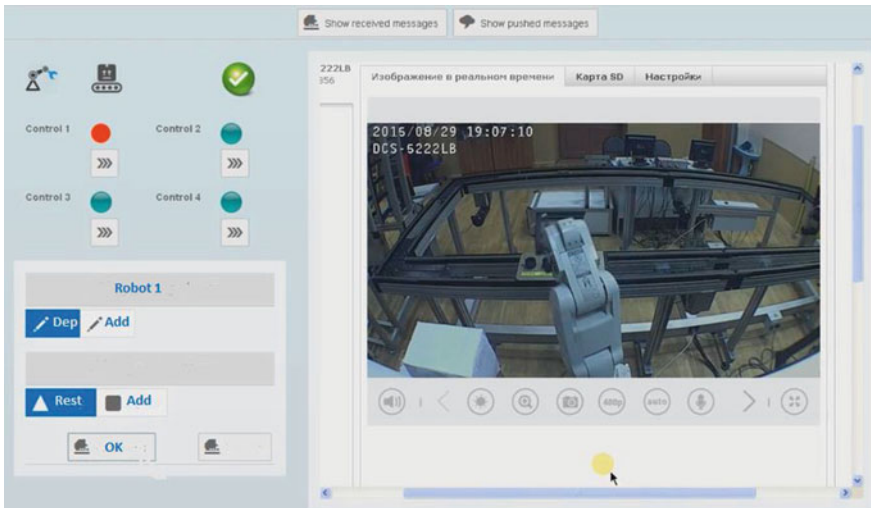 Show received messages
Show pushed messages
Control 1
Control 2
Control 3
Control 4
Robot 1
Dep
Add
Rest
Add
OK
222LB
356
Изображение в реальном времени
Карта SD
Настройки
2015/08/29 19:07:10
DCS-5222LB
480p
auto